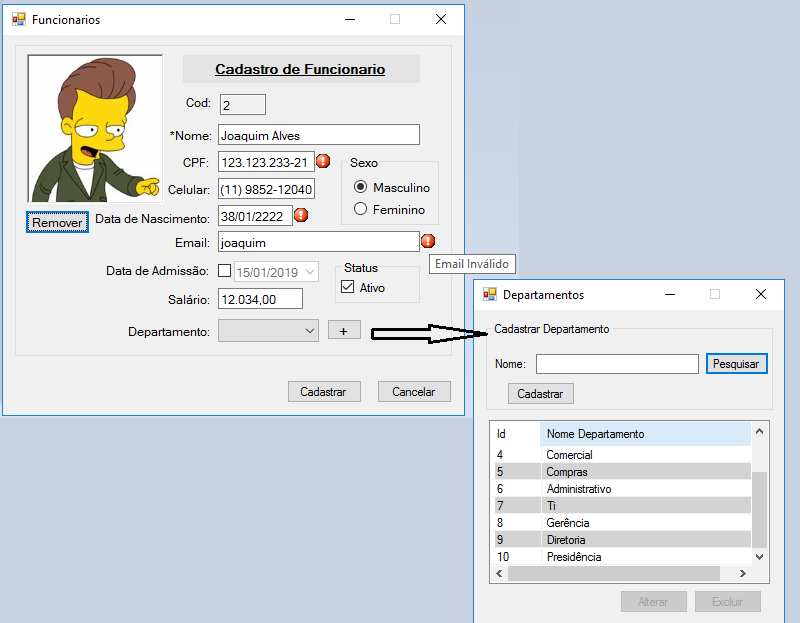 Funcionarios
Cadastro de Funcionario
Cod: 2
*Nome: Joaquim Alves
CPF: 123.123.233-21
Sexo
Masculino
Feminino
Celular: (11) 9852-12040
Remover
Data de Nascimento: 38/01/2222
Email: joaquim
Email Inválido
Data de Admissão: 15/01/2019
Status
Ativo
Salário: 12.034,00
Departamento: +
Cadastrar Cancelar
Departamentos
Cadastrar Departamento
Nome: Pesquisar
Cadastrar
Id Nome Departamento
4 Comercial
5 Compras
6 Administrativo
7 Ti
8 Gerência
9 Diretoria
10 Presidência
Alterar Excluir